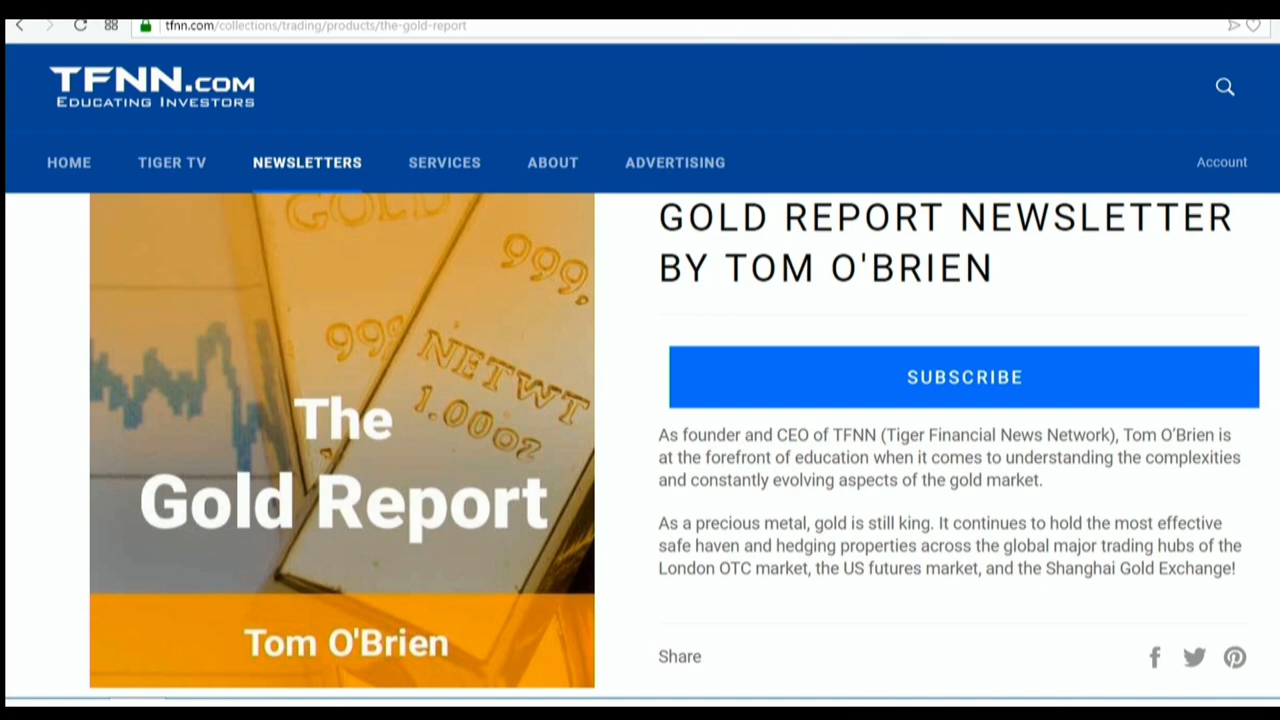 tfnn.com/collections/trading/products/the-gold-report
TFNN.COM
EDUCATING INVESTORS
HOME TIGER TV NEWSLETTERS SERVICES ABOUT ADVERTISING Account
GOLD
999.
999
NETWT
1.00oz
The
Gold Report
Tom O'Brien
GOLD REPORT NEWSLETTER
BY TOM O'BRIEN
SUBSCRIBE
As founder and CEO of TFNN (Tiger Financial News Network), Tom O’Brien is
at the forefront of education when it comes to understanding the complexities
and constantly evolving aspects of the gold market.
As a precious metal, gold is still king. It continues to hold the most effective
safe haven and hedging properties across the global major trading hubs of the
London OTC market, the US futures market, and the Shanghai Gold Exchange!
Share